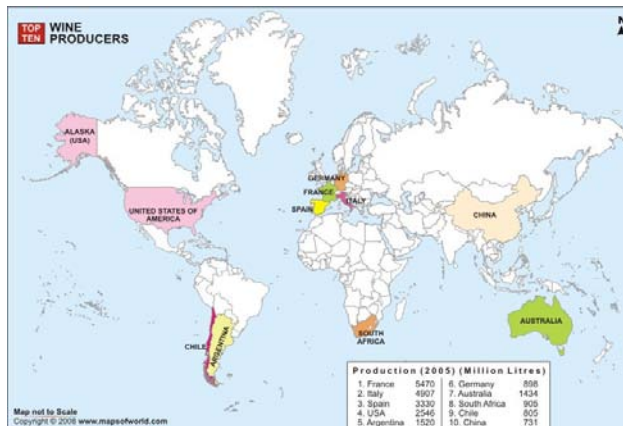 TOP TEN WINE PRODUCERS
N
ALASKA
(USA)
UNITED STATES OF
AMERICA
GERMANY
FRANCE
ITALY
SPAIN
CHINA
CHILE
ARGENTINA
SOUTH
AFRICA
AUSTRALIA
Production (2005) (Million Litres)
1. France 5470
2. Italy 4907
3. Spain 3330
4. USA 2546
5. Argentina 1520
6. Germany 898
7. Australia 1434
8. South Africa 905
9. Chile 805
10. China 731
Map not to Scale
Copyright © 2008 www.mapsofworld.com